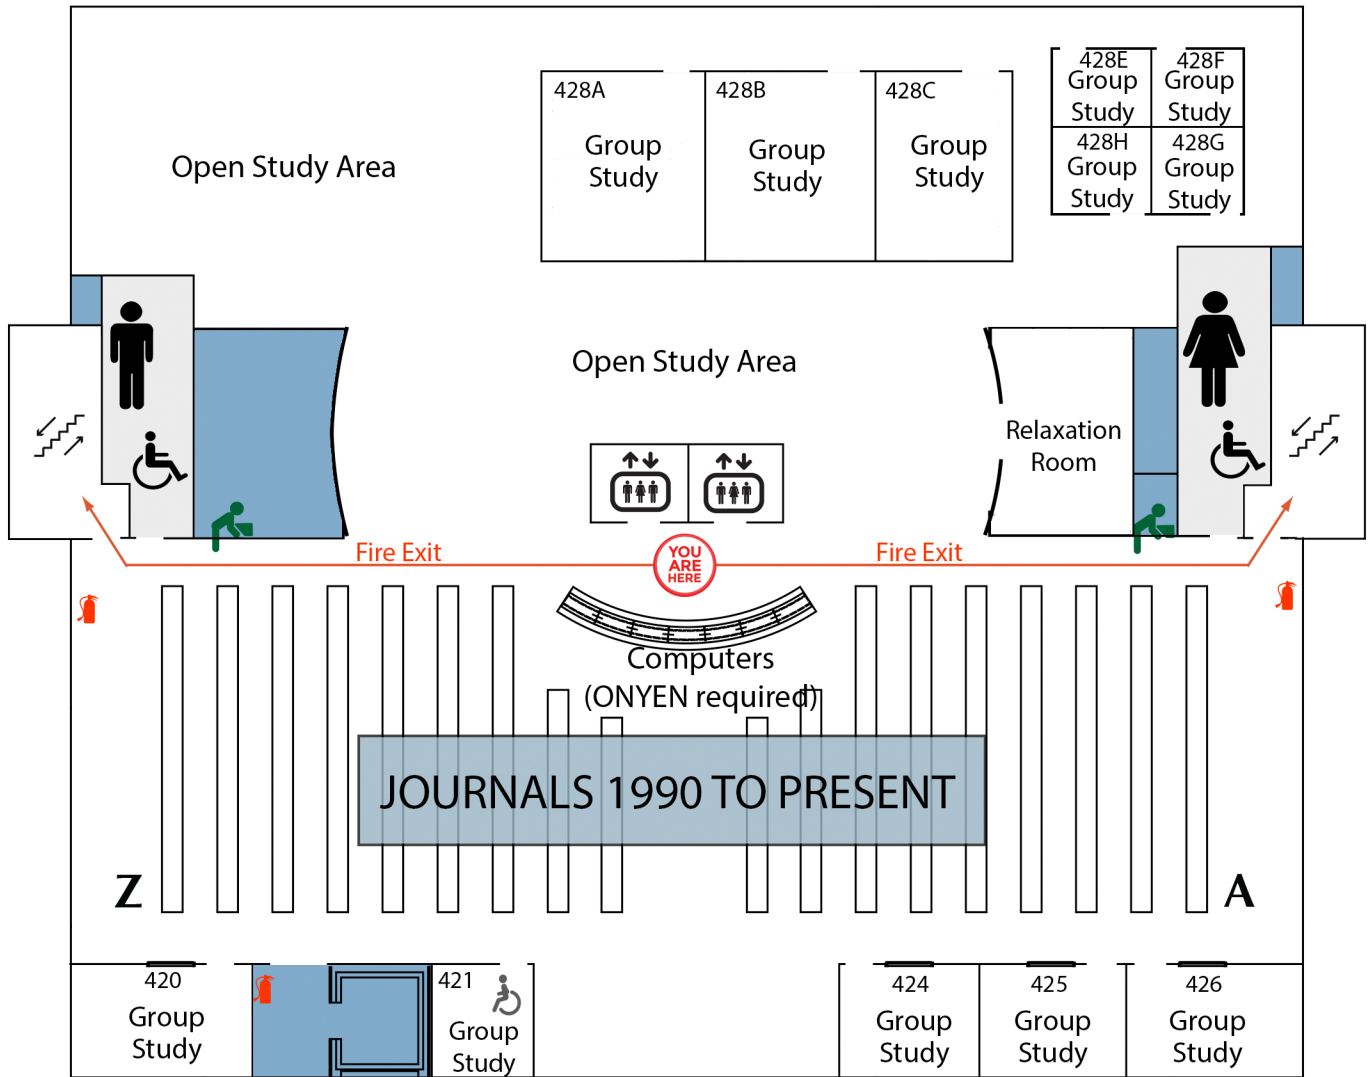 428A
Group
Study
428B
Group
Study
428C
Group
Study
428E
Group
Study
428F
Group
Study
428H
Group
Study
428G
Group
Study
Open Study Area
Open Study Area
Relaxation
Room
Fire Exit
YOU
ARE
HERE
Fire Exit
Computers
(ONYEN required)
JOURNALS 1990 TO PRESENT
Z
A
420
Group
Study
421
Group
Study
424
Group
Study
425
Group
Study
426
Group
Study